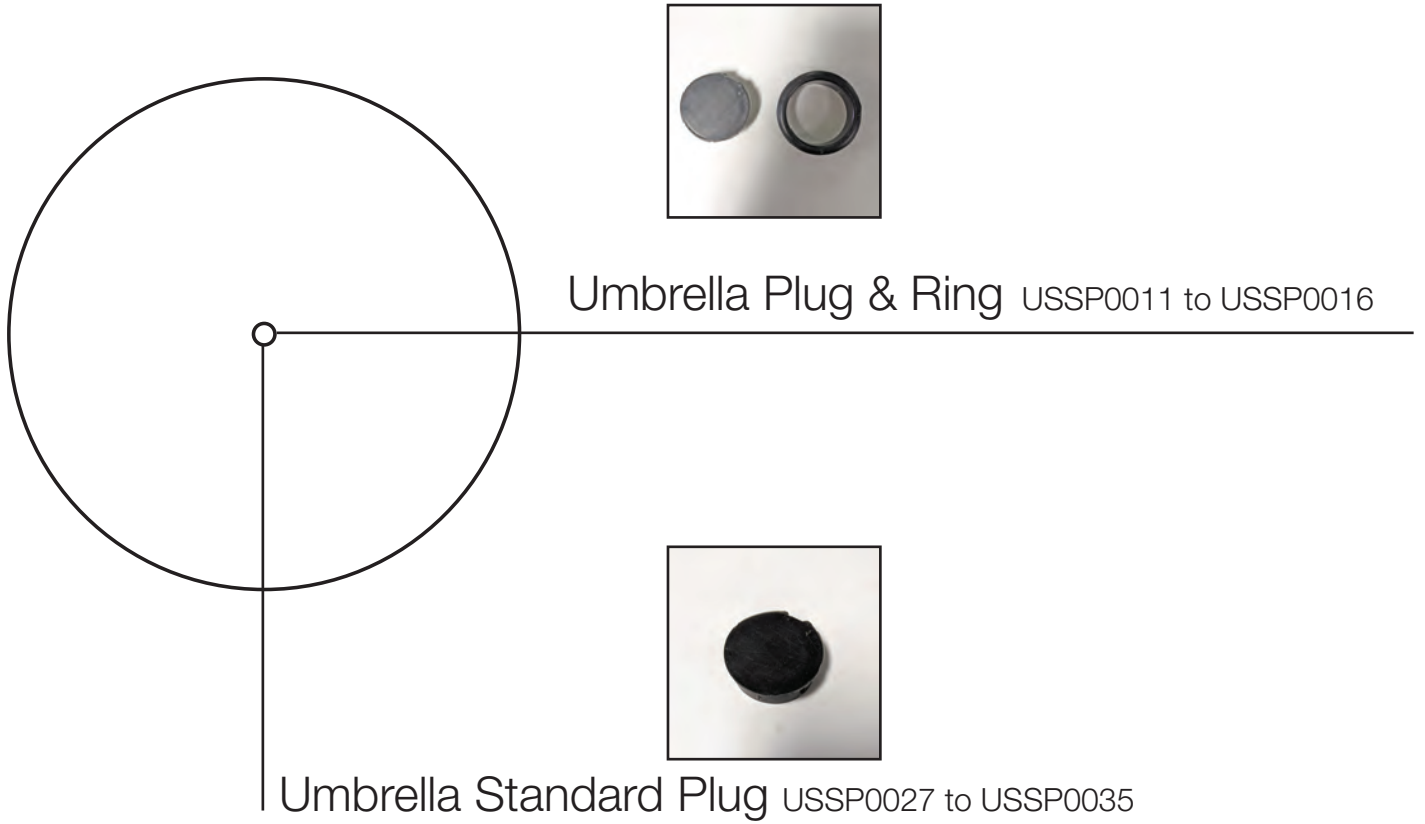 Umbrella Plug & Ring USSP0011 to USSP0016
Umbrella Standard Plug USSP0027 to USSP0035